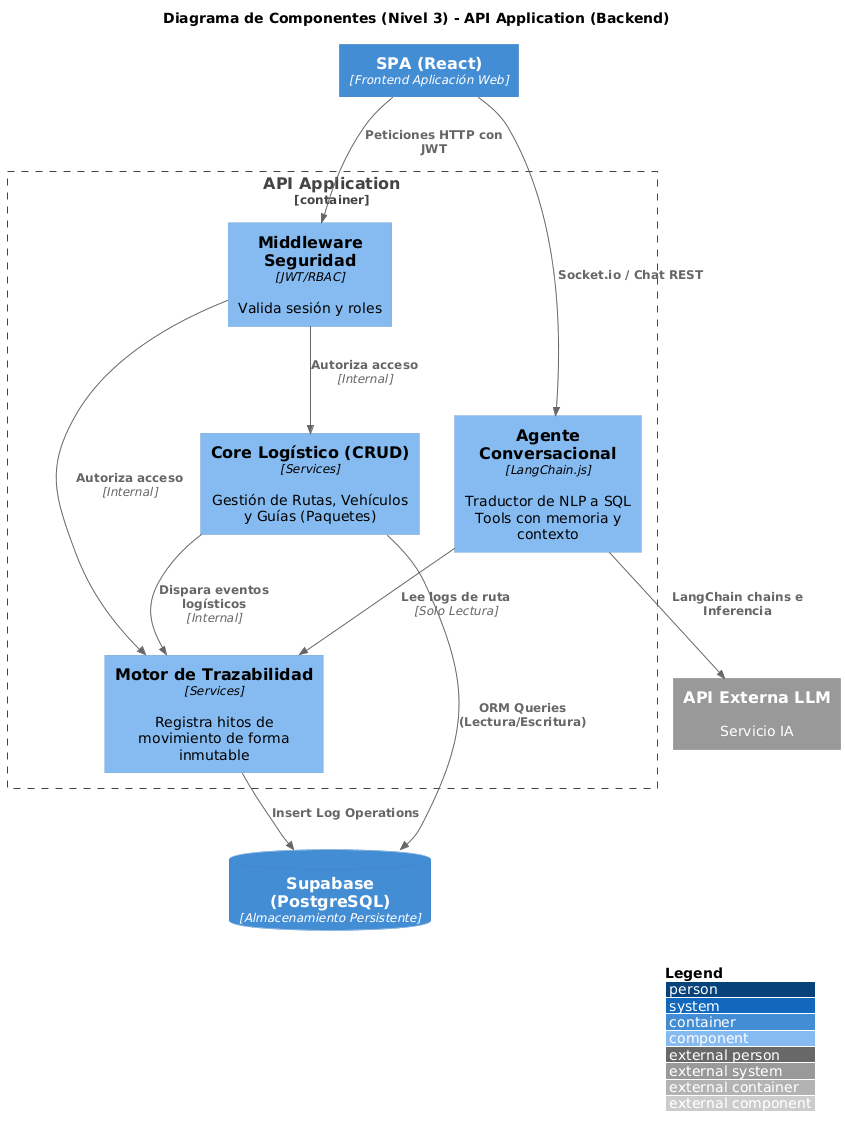 Diagrama de Componentes (Nivel 3) - API Application (Backend)
SPA (React)
[Frontend Aplicación Web]
Peticiones HTTP con
JWT
API Application
[container]
Middleware
Seguridad
[JWT/RBAC]
Valida sesión y roles
Socket.io / Chat REST
Autoriza acceso
[Internal]
Core Logístico (CRUD)
[Services]
Gestión de Rutas, Vehículos
y Guías (Paquetes)
Agente
Conversacional
[LangChain.js]
Traductor de NLP a SQL
Tools con memoria y
contexto
Autoriza acceso
[Internal]
Dispara eventos
logísticos
[Internal]
Lee logs de ruta
[Solo Lectura]
LangChain chains e
Inferencia
Motor de Trazabilidad
[Services]
Registra hitos de
movimiento de forma
inmutable
ORM Queries
(Lectura/Escritura)
API Externa LLM
Servicio IA
Insert Log Operations
Supabase
(PostgreSQL)
[Almacenamiento Persistente]
Legend
person
system
container
component
external person
external system
external container
external component